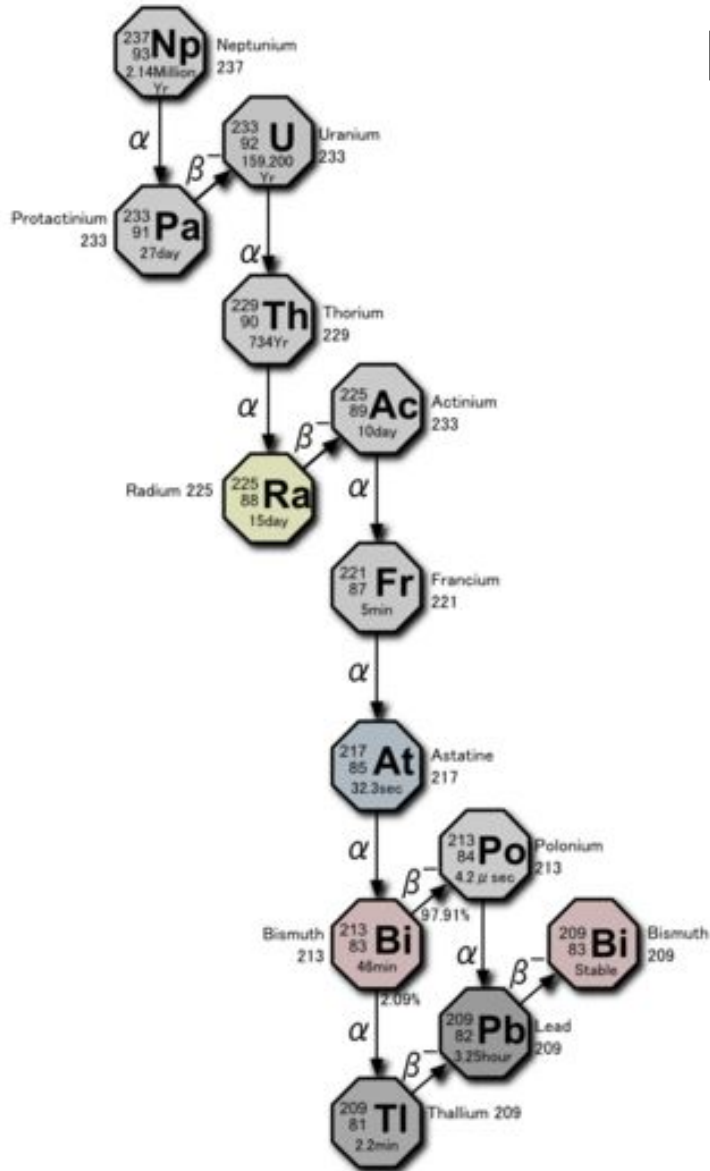 237
93 Np
2.14Million
Yr
Neptunium
237
α
233
92 U
159,200
Yr
Uranium
233
β−
Protactinium
233
233
91 Pa
27day
α
229
90 Th
734Yr
Thorium
229
α
225
89 Ac
10day
Actinium
233
β−
Radium 225
225
88 Ra
15day
α
221
87 Fr
5min
Francium
221
α
217
85 At
32.3sec
Astatine
217
α
213
84 Po
4.2μsec
Polonium
213
β−
97.91%
Bismuth
213
213
83 Bi
46min
209
83 Bi
Stable
Bismuth
209
α
β−
2.09%
209
82 Pb
3.25hour
Lead
209
α
β−
209
81 Tl
2.2min
Thallium 209